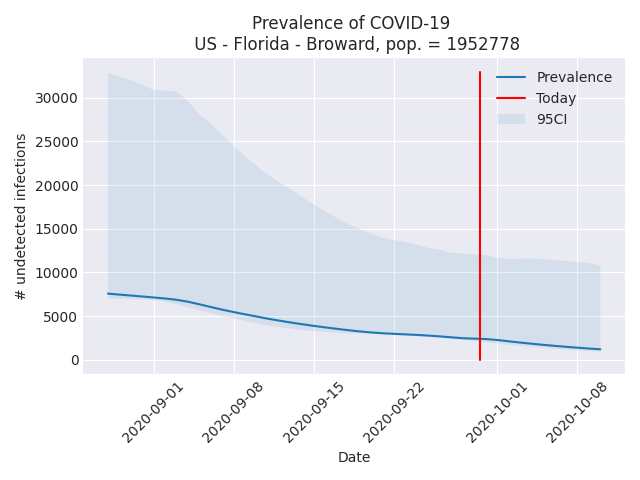 Prevalence of COVID-19
US - Florida - Broward, pop. = 1952778
Prevalence
Today
95CI
30000
25000
20000
15000
10000
5000
0
# undetected infections
2020-09-01
2020-09-08
2020-09-15
2020-09-22
2020-10-01
2020-10-08
Date